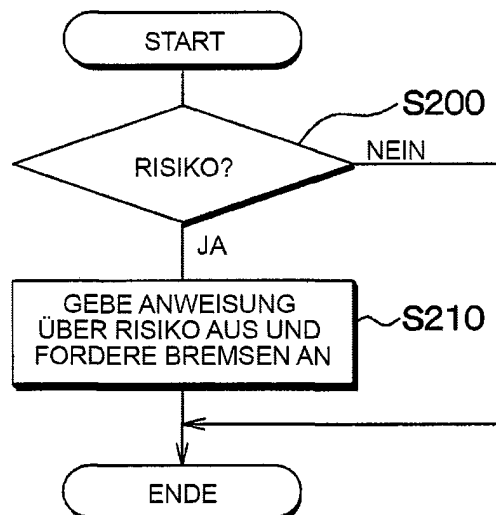 START
S200
RISIKO?
NEIN
JA
GEBE ANWEISUNG
ÜBER RISIKO AUS UND
FORDERE BREMSEN AN
S210
ENDE